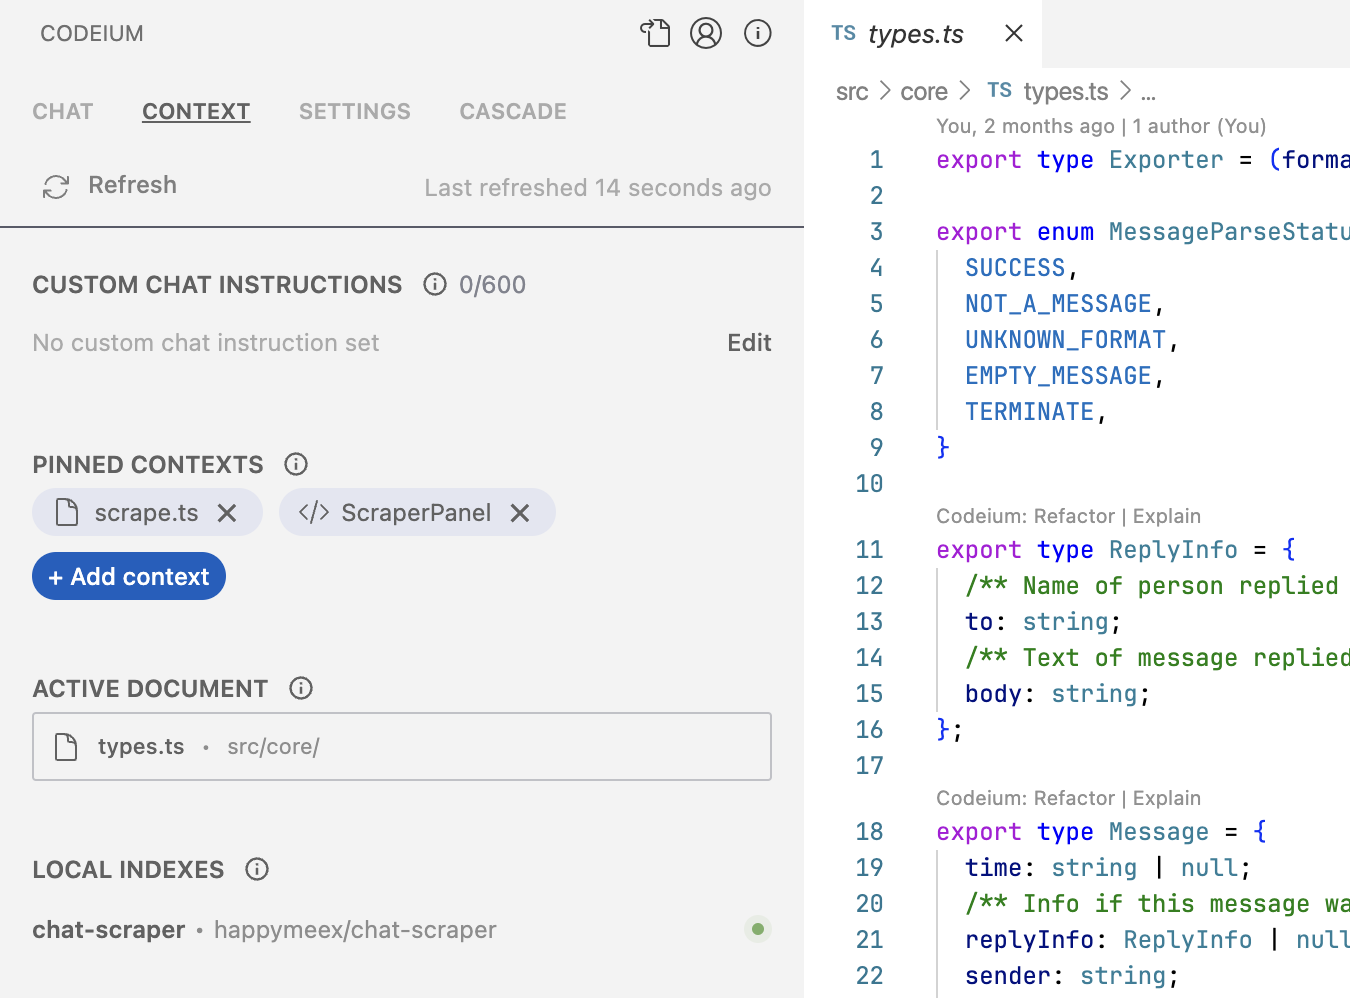 CODEIUM
CHAT CONTEXT SETTINGS CASCADE
Refresh Last refreshed 14 seconds ago
CUSTOM CHAT INSTRUCTIONS 0/600
No custom chat instruction set Edit
PINNED CONTEXTS
scrape.ts </> ScraperPanel
+ Add context
ACTIVE DOCUMENT
types.ts • src/core/
LOCAL INDEXES
chat-scraper • happymeex/chat-scraper
TS types.ts
src > core > TS types.ts > ...
You, 2 months ago | 1 author (You)
1 export type Exporter = (forma
2
3 export enum MessageParseStatu
4 SUCCESS,
5 NOT_A_MESSAGE,
6 UNKNOWN_FORMAT,
7 EMPTY_MESSAGE,
8 TERMINATE,
9 }
10
Codeium: Refactor | Explain
11 export type ReplyInfo = {
12 /** Name of person replied
13 to: string;
14 /** Text of message replied
15 body: string;
16 };
17
Codeium: Refactor | Explain
18 export type Message = {
19 time: string | null;
20 /** Info if this message wa
21 replyInfo: ReplyInfo | null
22 sender: string;